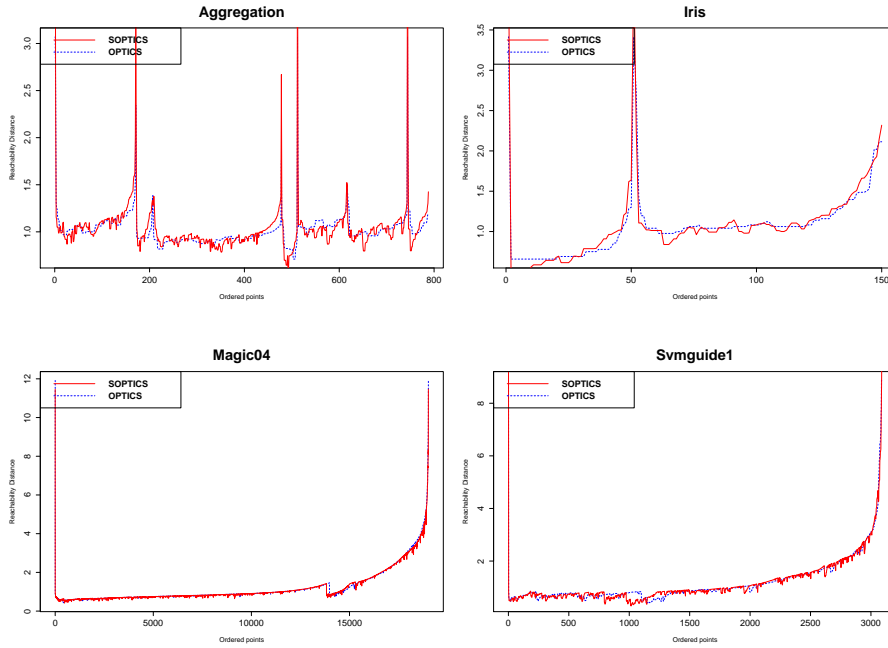 Aggregation
SOPTICS
OPTICS
Reachability Distance
3.0
2.5
2.0
1.5
1.0
0 200 400 600 800
Ordered points
Iris
SOPTICS
OPTICS
Reachability Distance
3.5
3.0
2.5
2.0
1.5
1.0
0 50 100 150
Ordered points
Magic04
SOPTICS
OPTICS
Reachability Distance
12
10
8
6
4
2
0
0 5000 10000 15000
Ordered points
Svmguide1
SOPTICS
OPTICS
Reachability Distance
8
6
4
2
0 500 1000 1500 2000 2500 3000
Ordered points